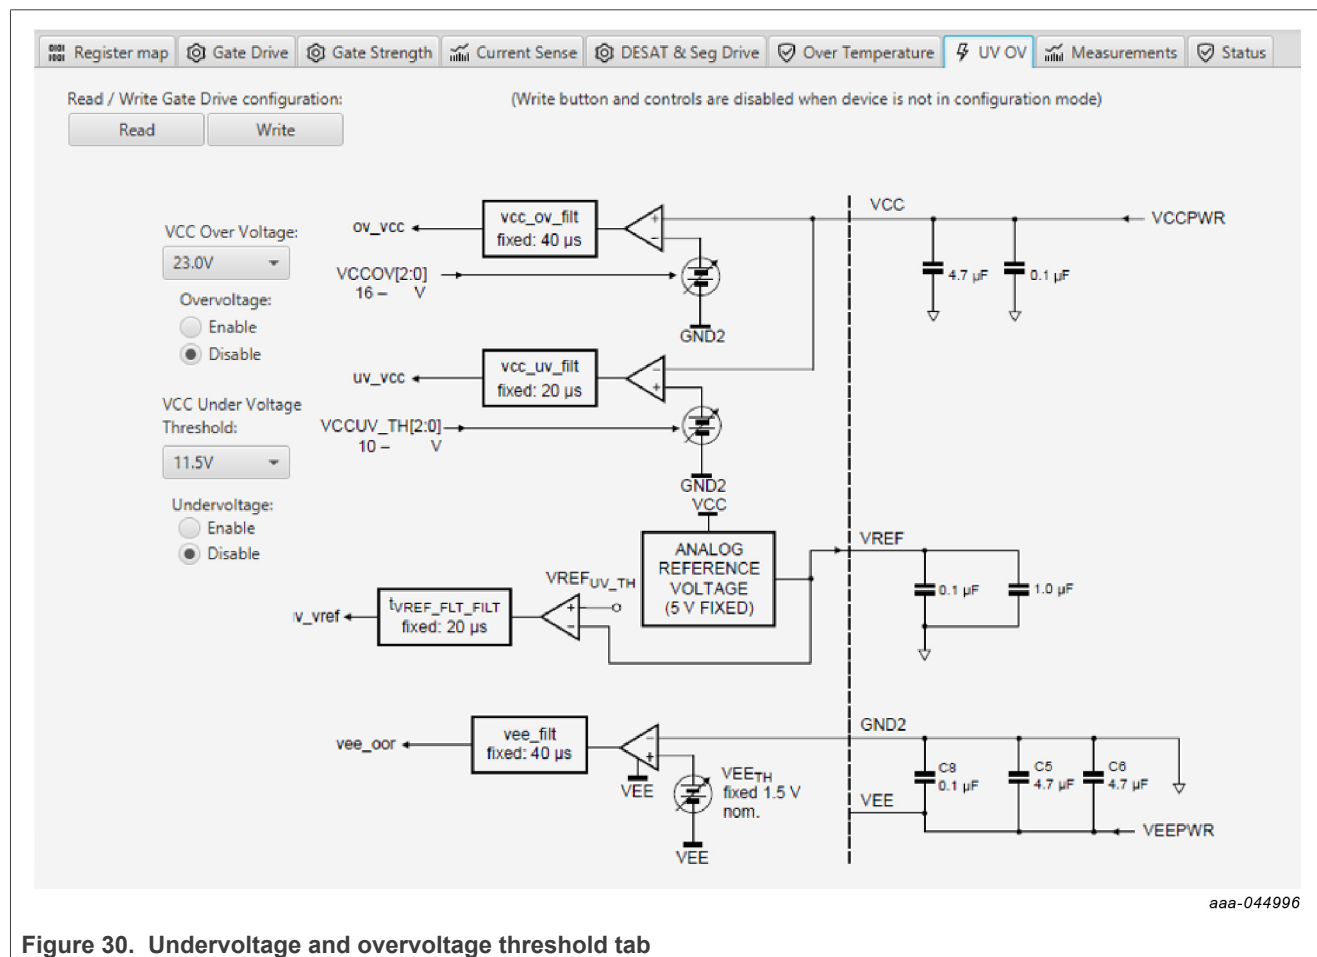 Register map Gate Drive Gate Strength Current Sense DESAT & Seg Drive Over Temperature UV OV Measurements Status
Read / Write Gate Drive configuration:
(Write button and controls are disabled when device is not in configuration mode)
Read Write
VCC Over Voltage:
23.0V
Overvoltage:
Enable
Disable
VCC Under Voltage
Threshold:
11.5V
Undervoltage:
Enable
Disable
ov_vcc
vcc_ov_filt
fixed: 40 µs
+
−
VCCOV[2:0]
16 – V
GND2
VCC
VCCPWR
4.7 µF
0.1 µF
uv_vcc
vcc_uv_filt
fixed: 20 µs
−
+
VCCUV_TH[2:0]
10 – V
GND2
VCC
ANALOG
REFERENCE
VOLTAGE
(5 V FIXED)
VREF
0.1 µF
1.0 µF
VREFUV_TH
+
−
tVREF_FLT_FILT
fixed: 20 µs
v_vref
vee_oor
vee_filt
fixed: 40 µs
−
+
VEE
VEETH
fixed 1.5 V
nom.
VEE
GND2
C8
0.1 µF
C5
4.7 µF
C6
4.7 µF
VEE
VEEPWR
aaa-044996
Figure 30. Undervoltage and overvoltage threshold tab